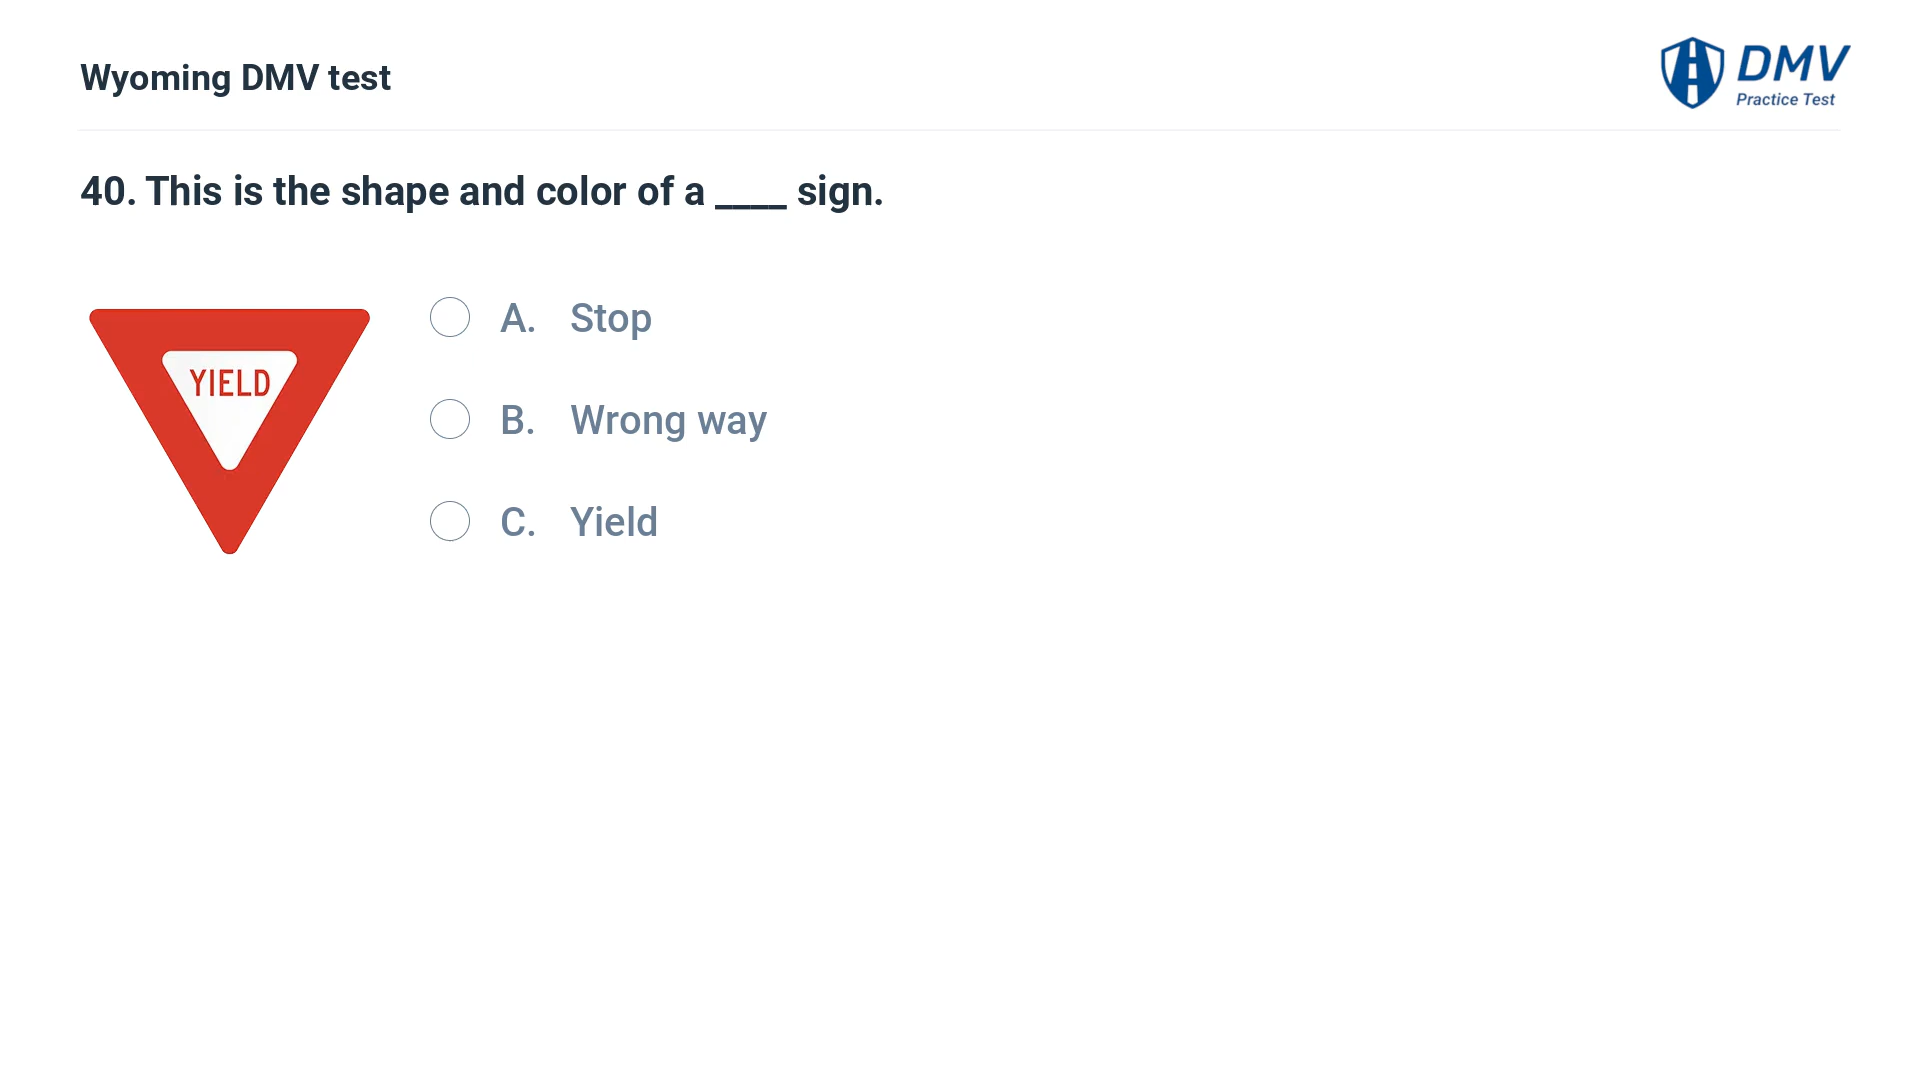 Wyoming DMV test
DMV
Practice Test
40. This is the shape and color of a ____ sign.
YIELD
A. Stop
B. Wrong way
C. Yield